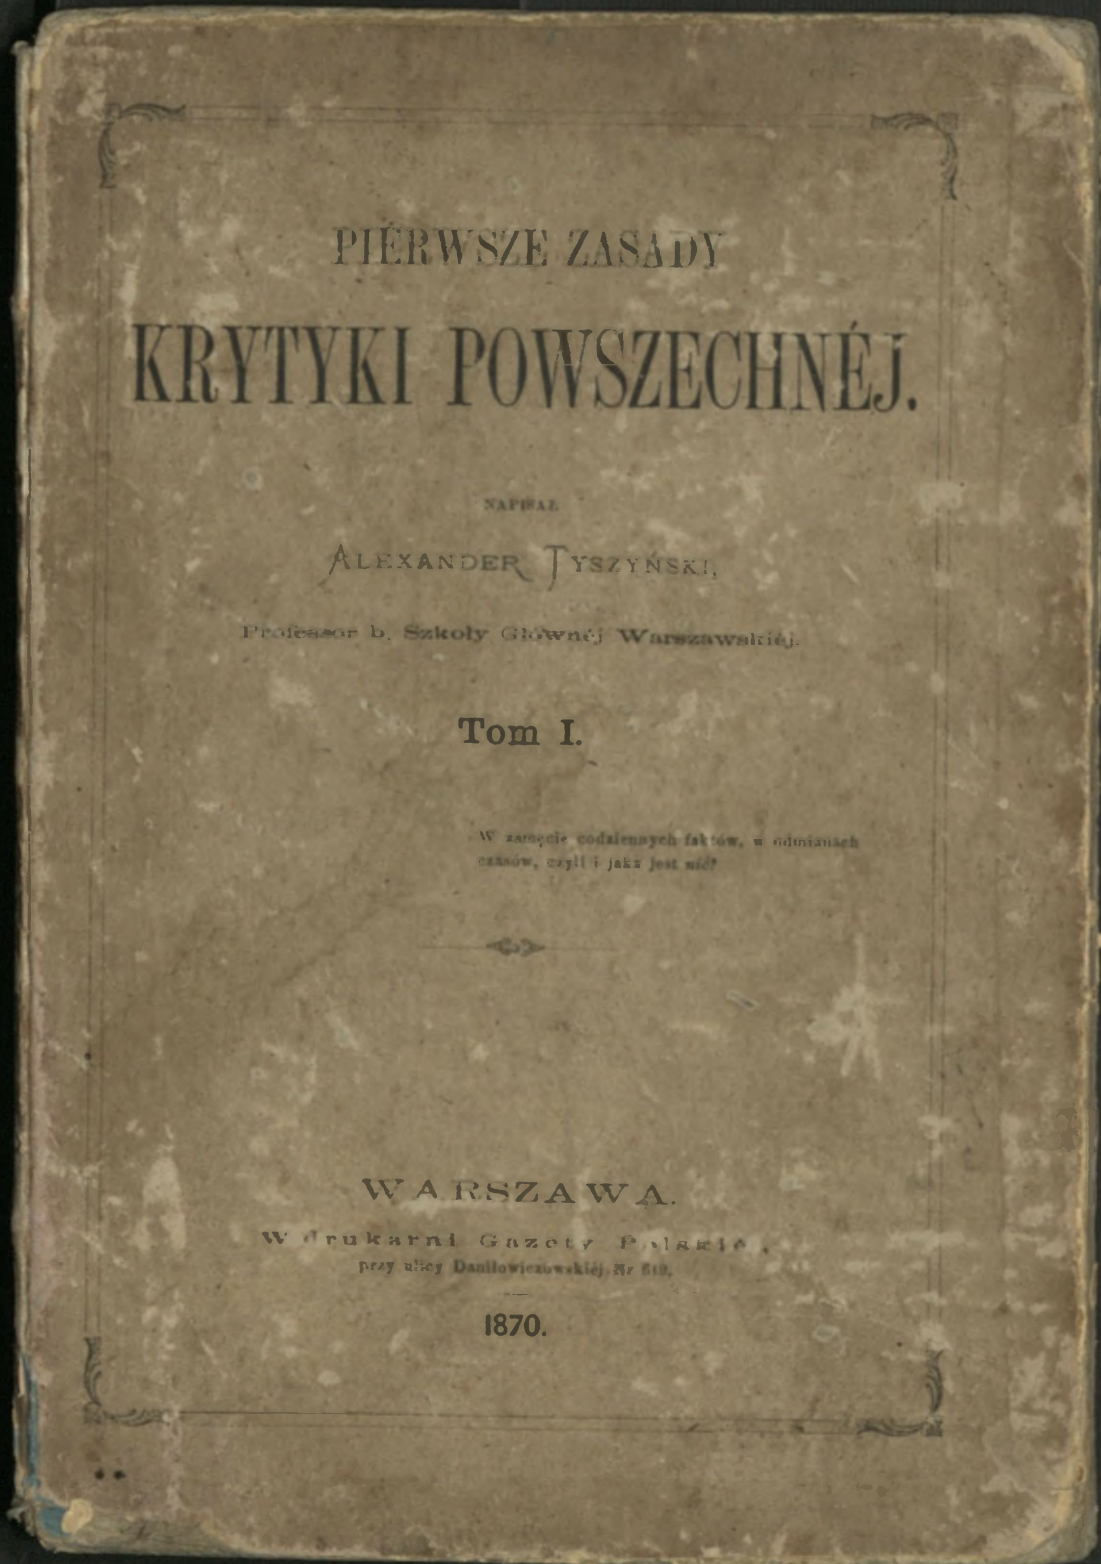 PIÉRWSZE ZASADY
KRYTYKI POWSZECHNÉJ.
NAPISAŁ
ALEXANDER TYSZYŃSKI,
Professor b. Szkoły Głównéj Warszawskiéj.
Tom I.
W zamęcie codziennych faktów, w odmianach
czasów, czyli i jaka jest nić?
WARSZAWA.
W drukarni Gazety Polskiéj,
przy ulicy Daniłowiczowskiéj Nr 619.
1870.